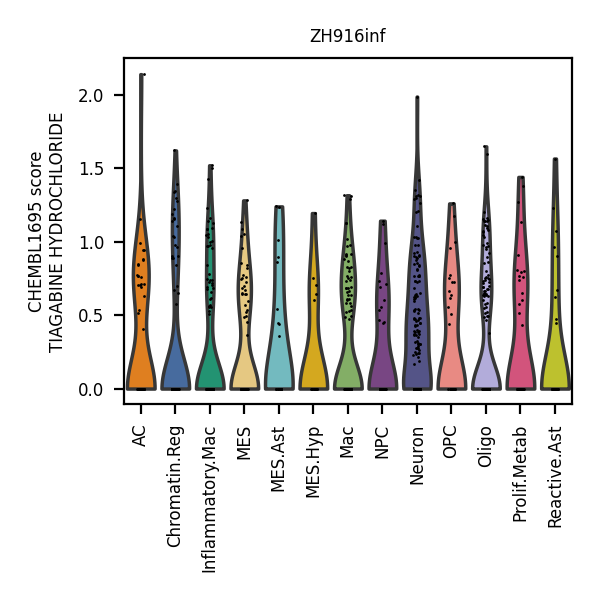 ZH916inf
CHEMBL1695 score
TIAGABINE HYDROCHLORIDE
2.0
1.5
1.0
0.5
0.0
AC
Chromatin.Reg
Inflammatory.Mac
MES
MES.Ast
MES.Hyp
Mac
NPC
Neuron
OPC
Oligo
Prolif.Metab
Reactive.Ast